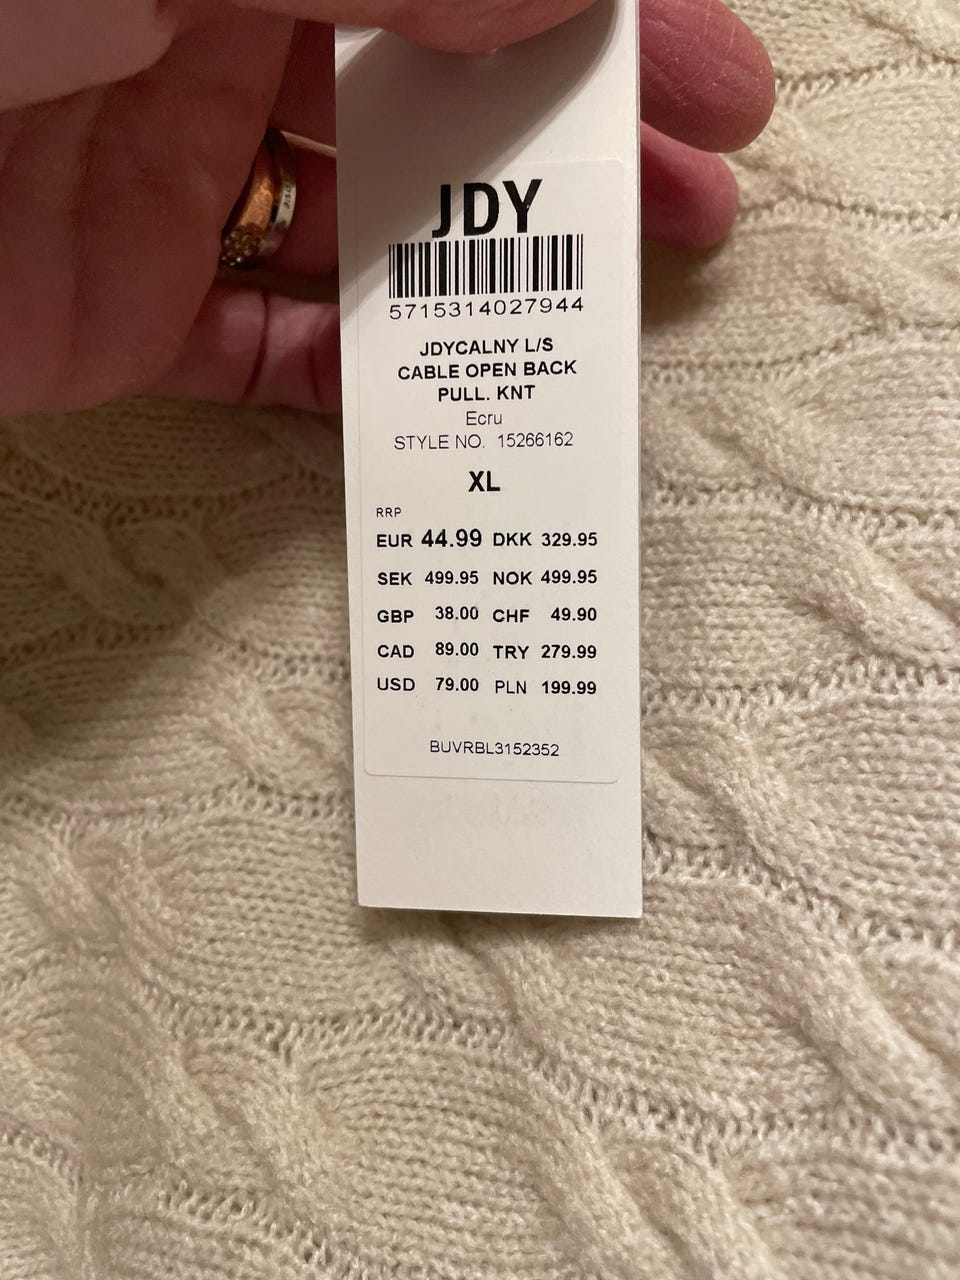 JDY
5715314027944
JDYCALNY L/S
CABLE OPEN BACK
PULL. KNT
Ecru
STYLE NO. 15266162
XL
RRP
EUR 44.99 DKK 329.95
SEK 499.95 NOK 499.95
GBP 38.00 CHF 49.90
CAD 89.00 TRY 279.99
USD 79.00 PLN 199.99
BUVRBL3152352